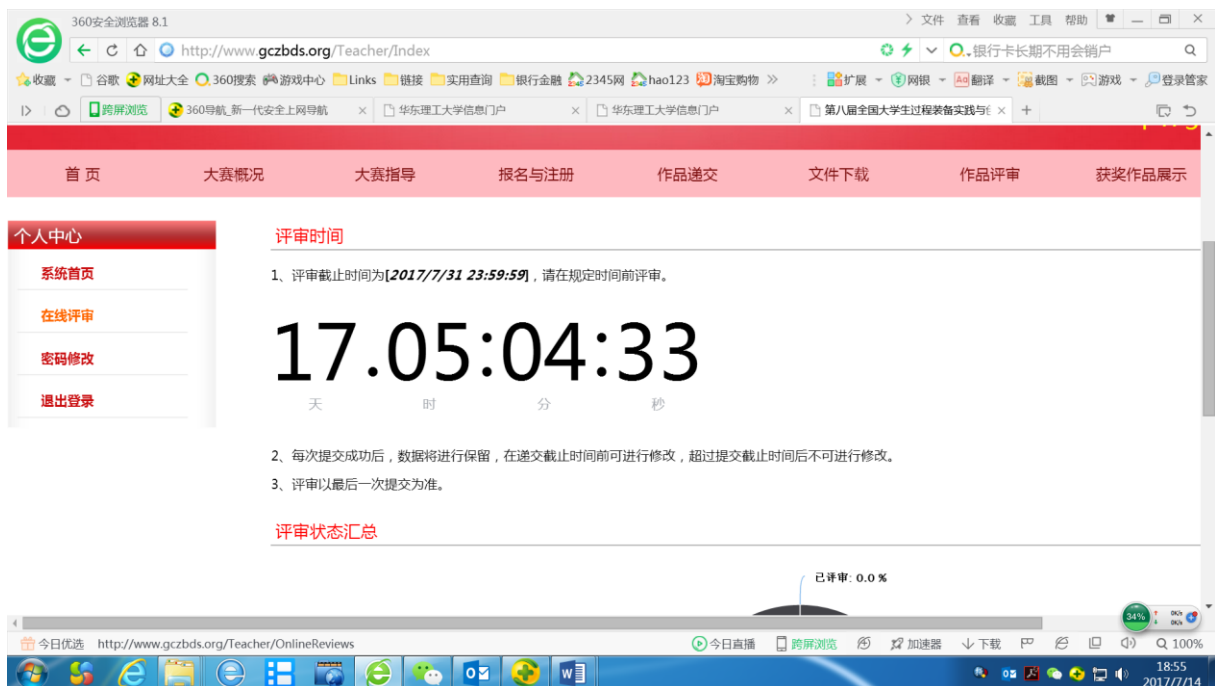 360安全浏览器 8.1
文件 查看 收藏 工具 帮助
http://www.gczbds.org/Teacher/Index
银行卡长期不用会销户
收藏 谷歌 网址大全 360搜索 游戏中心 Links 链接 实用查询 银行金融 2345网 hao123 淘宝购物 扩展 网银 翻译 截图 游戏 登录管家
跨屏浏览 360导航_新一代安全上网导航 华东理工大学信息门户 华东理工大学信息门户 第八届全国大学生过程装备实践与
首 页 大赛概况 大赛指导 报名与注册 作品递交 文件下载 作品评审 获奖作品展示
个人中心
系统首页
在线评审
密码修改
退出登录
评审时间
1、评审截止时间为[2017/7/31 23:59:59],请在规定时间前评审。
17.05:04:33
天 时 分 秒
2、每次提交成功后,数据将进行保留,在递交截止时间前可进行修改,超过提交截止时间后不可进行修改。
3、评审以最后一次提交为准。
评审状态汇总
已评审: 0.0 %
34%
今日优选 http://www.gczbds.org/Teacher/OnlineReviews 今日直播 跨屏浏览 加速器 下载 100%
18:55
2017/7/14